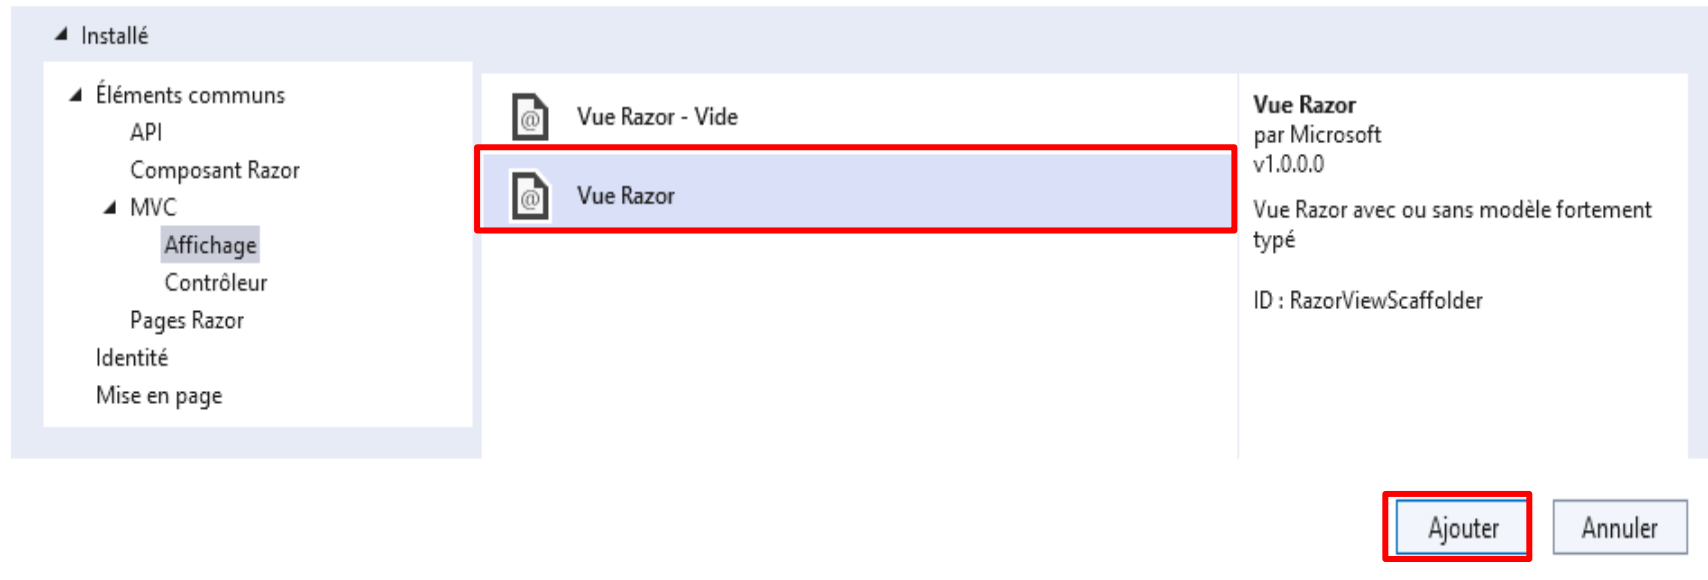 Installé
Éléments communs
API
Composant Razor
MVC
Affichage
Contrôleur
Pages Razor
Identité
Mise en page
Vue Razor - Vide
Vue Razor
Vue Razor
par Microsoft
v1.0.0.0
Vue Razor avec ou sans modèle fortement
typé
ID : RazorViewScaffolder
Ajouter
Annuler